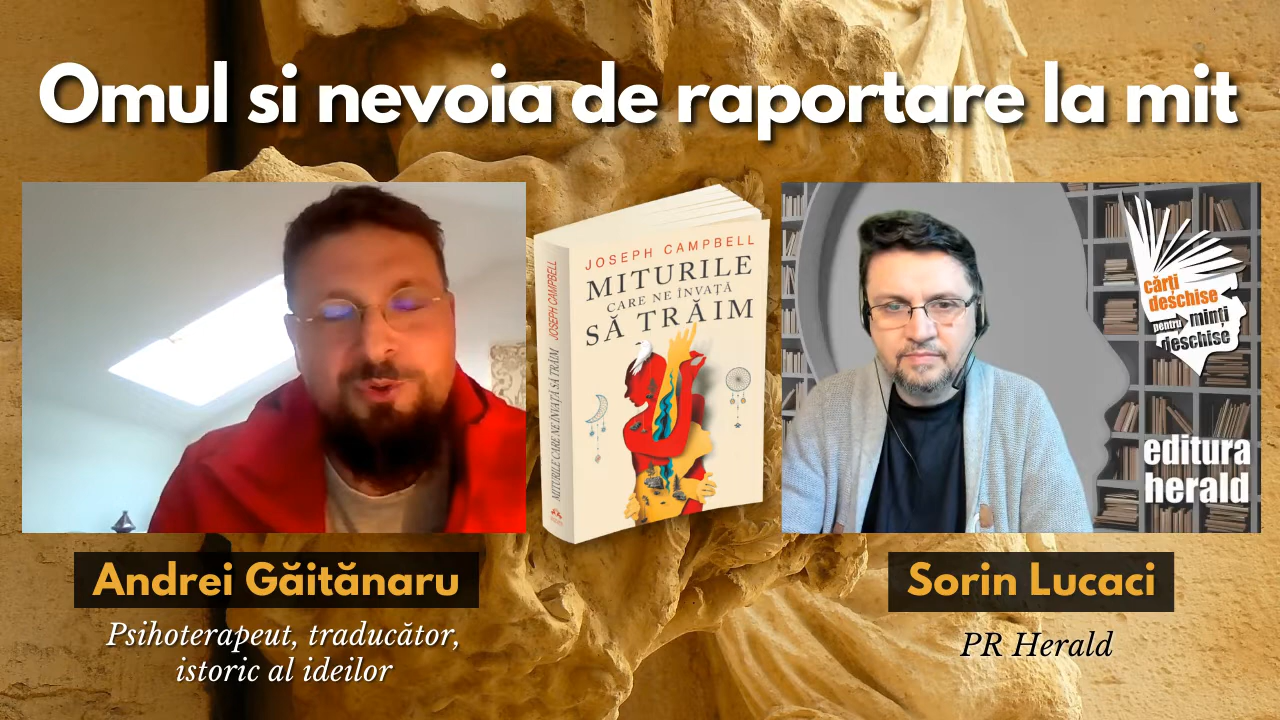 Omul si nevoia de raportare la mit
JOSEPH CAMPBELL
MITURILE
CARE NE ÎNVAȚĂ
SĂ TRĂIM
JOSEPH CAMPBELL
MITURILE CARE NE ÎNVAȚĂ SĂ TRĂIM
cărți
deschise
pentru minți
deschise
editura
herald
Andrei Găitănaru
Psihoterapeut, traducător,
istoric al ideilor
Sorin Lucaci
PR Herald